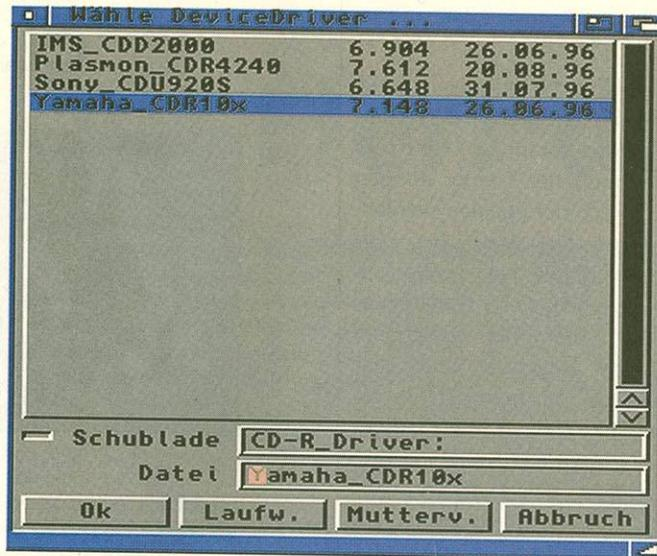 Wähle DeviceDriver ...
IMS_CDD2000 6.904 26.06.96
Plasmon_CDR4240 7.612 20.08.96
Sony_CDU920S 6.648 31.07.96
Yamaha_CDR10x 7.148 26.06.96
Schublade CD-R_Driver:
Datei Yamaha_CDR10x
Ok Laufw. Mutterv. Abbruch